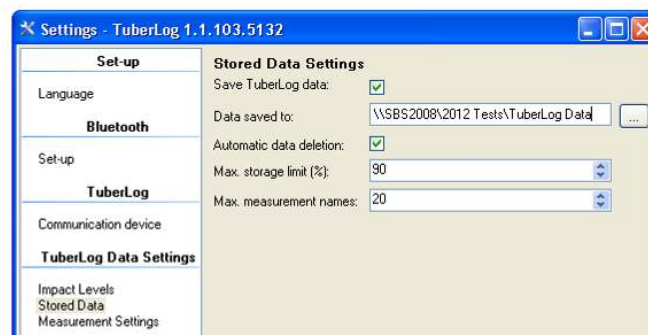 Settings - TuberLog 1.1.103.5132
Set-up
Language
Bluetooth
Set-up
TuberLog
Communication device
TuberLog Data Settings
Impact Levels
Stored Data
Measurement Settings
Stored Data Settings
Save TuberLog data:
Data saved to: \\SBS2008\2012 Tests\TuberLog Data ...
Automatic data deletion:
Max. storage limit (%): 90
Max. measurement names: 20